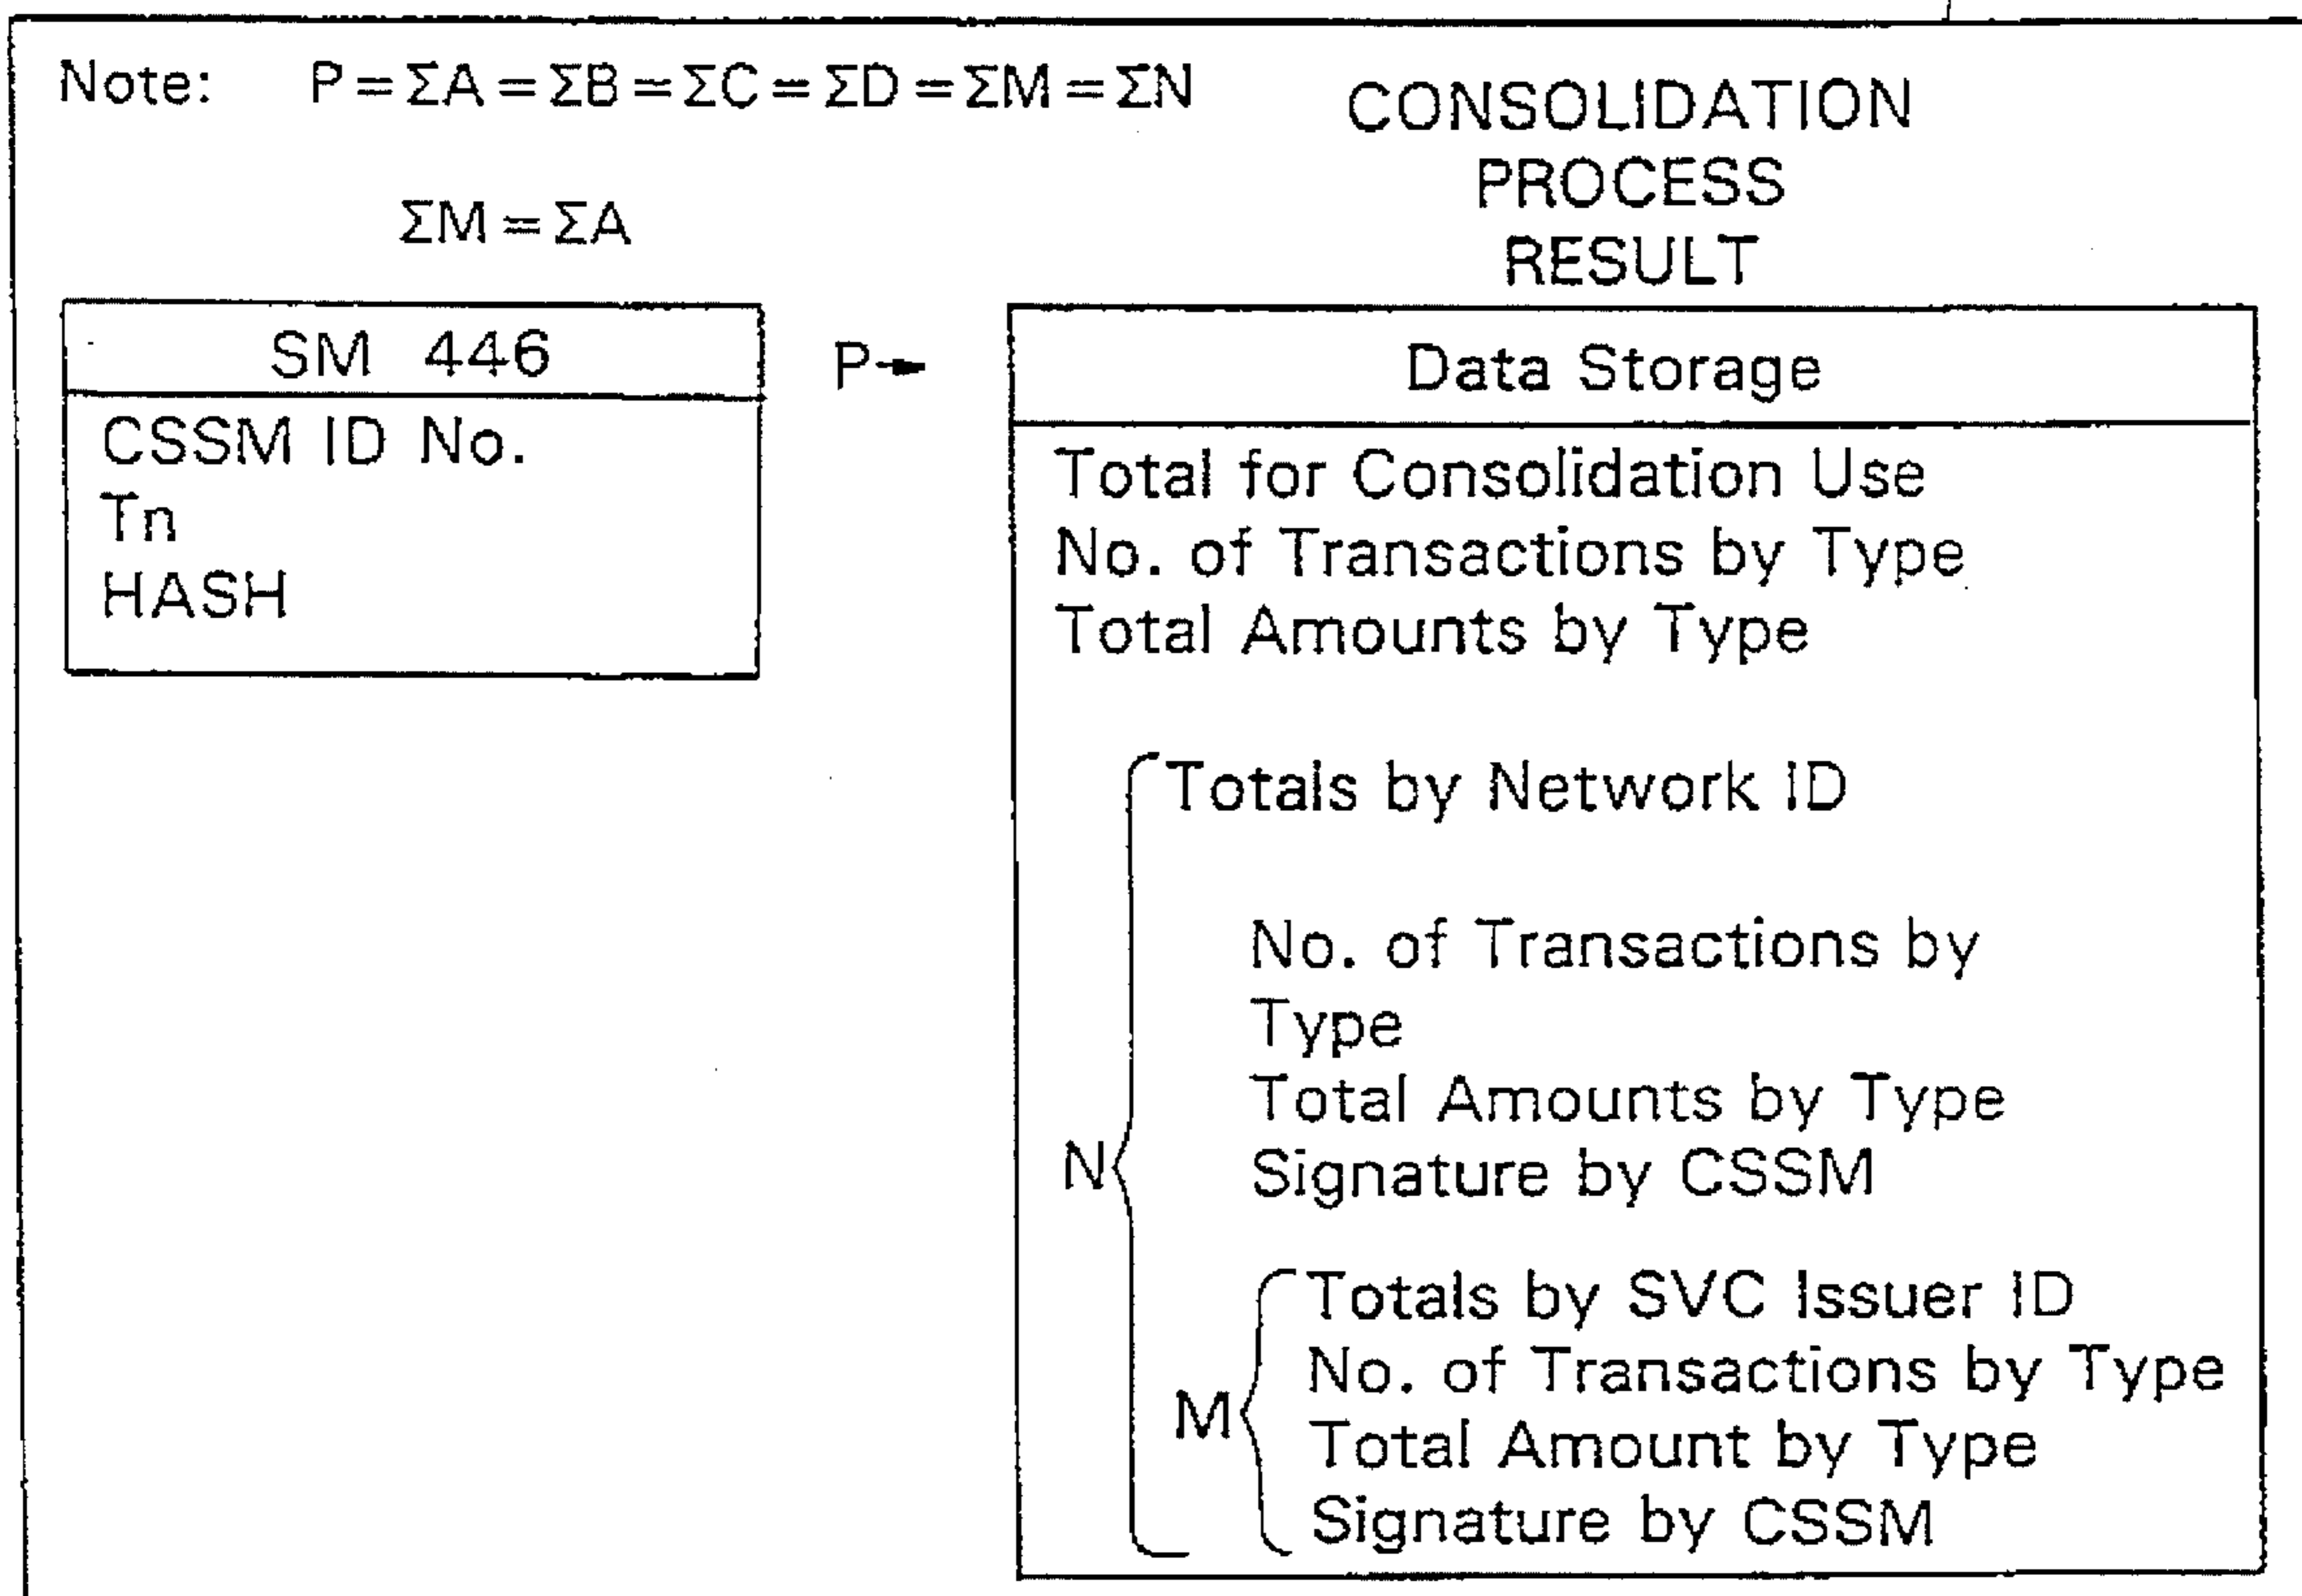 Note: P=ΣA=ΣB=ΣC=ΣD=ΣM=ΣN
ΣM=ΣA
CONSOLIDATION
PROCESS
RESULT
SM 446
CSSM ID No.
Tn
HASH
P
Data Storage
Total for Consolidation Use
No. of Transactions by Type
Total Amounts by Type
Totals by Network ID
No. of Transactions by
Type
Total Amounts by Type
Signature by CSSM
N
Totals by SVC Issuer ID
No. of Transactions by Type
Total Amount by Type
Signature by CSSM
M